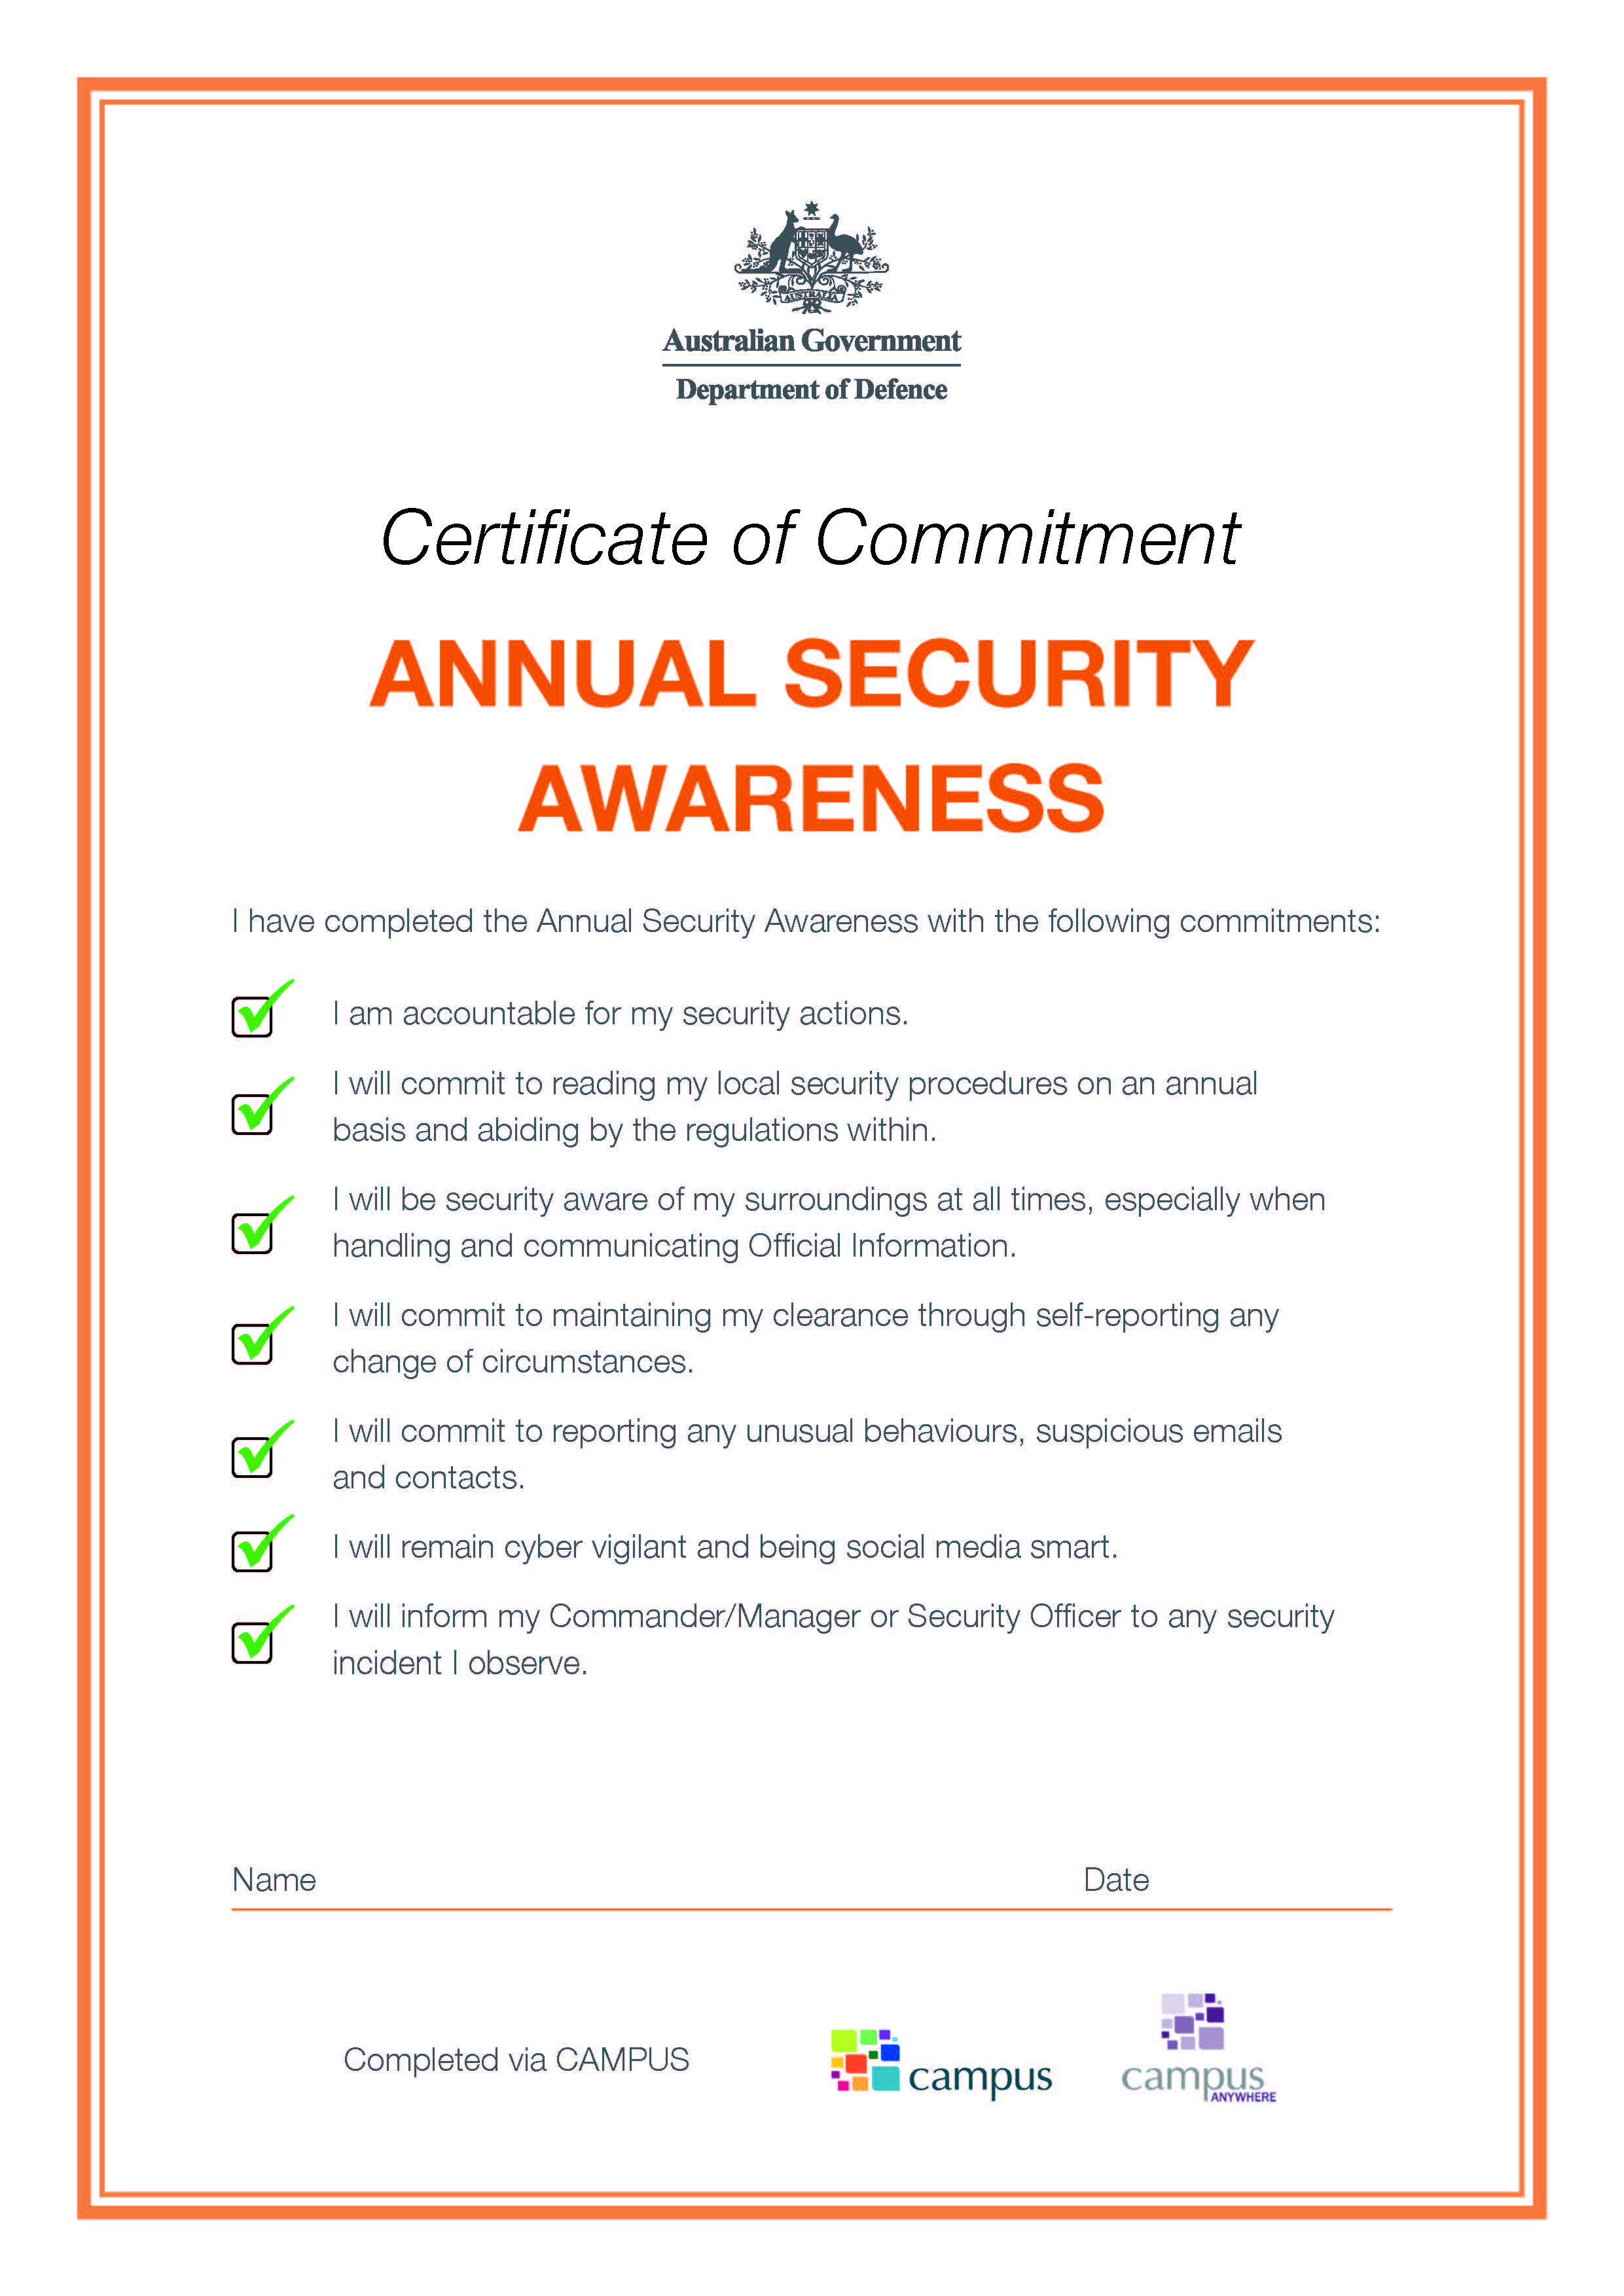 AUSTRALIA
Australian Government
Department of Defence
Certificate of Commitment
ANNUAL SECURITY
AWARENESS
I have completed the Annual Security Awareness with the following commitments:
I am accountable for my security actions.
I will commit to reading my local security procedures on an annual
basis and abiding by the regulations within.
I will be security aware of my surroundings at all times, especially when
handling and communicating Official Information.
I will commit to maintaining my clearance through self-reporting any
change of circumstances.
I will commit to reporting any unusual behaviours, suspicious emails
and contacts.
I will remain cyber vigilant and being social media smart.
I will inform my Commander/Manager or Security Officer to any security
incident I observe.
Name Date
Completed via CAMPUS
campus
campus
ANYWHERE